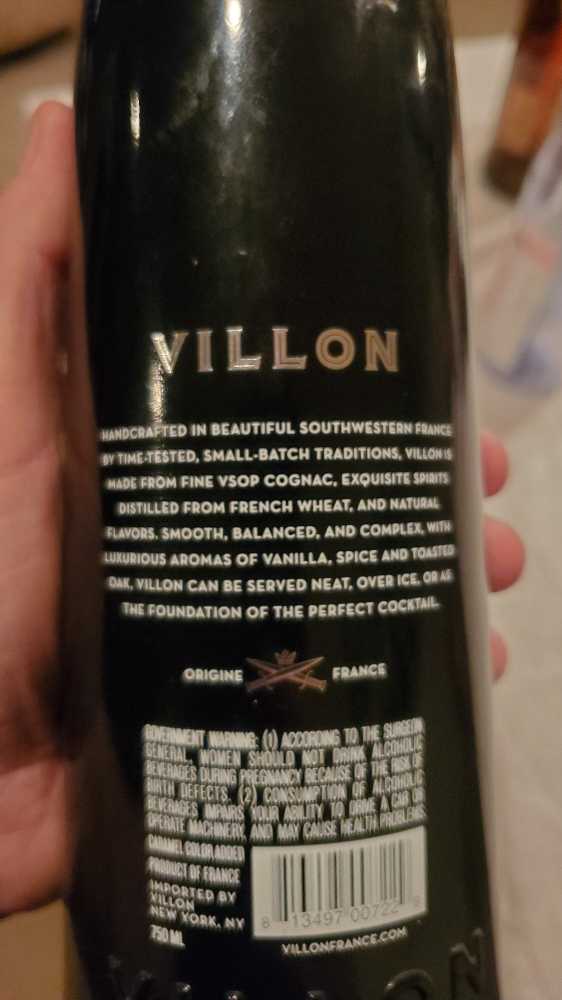 VILLON
HANDCRAFTED IN BEAUTIFUL SOUTHWESTERN FRANCE
BY TIME-TESTED, SMALL-BATCH TRADITIONS, VILLON IS
MADE FROM FINE VSOP COGNAC, EXQUISITE SPIRITS
DISTILLED FROM FRENCH WHEAT, AND NATURAL
FLAVORS. SMOOTH, BALANCED, AND COMPLEX, WITH
LUXURIOUS AROMAS OF VANILLA, SPICE AND TOASTED
OAK, VILLON CAN BE SERVED NEAT, OVER ICE, OR AS
THE FOUNDATION OF THE PERFECT COCKTAIL.
ORIGINE FRANCE
GOVERNMENT WARNING: (1) ACCORDING TO THE SURGEON
GENERAL, WOMEN SHOULD NOT DRINK ALCOHOLIC
BEVERAGES DURING PREGNANCY BECAUSE OF THE RISK OF
BIRTH DEFECTS. (2) CONSUMPTION OF ALCOHOLIC
BEVERAGES IMPAIRS YOUR ABILITY TO DRIVE A CAR OR
OPERATE MACHINERY, AND MAY CAUSE HEALTH PROBLEMS.
CARAMEL COLOR ADDED
PRODUCT OF FRANCE
IMPORTED BY
VILLON
NEW YORK, NY
750 ML
8 13497 00722 8
VILLONFRANCE.COM
VILLON